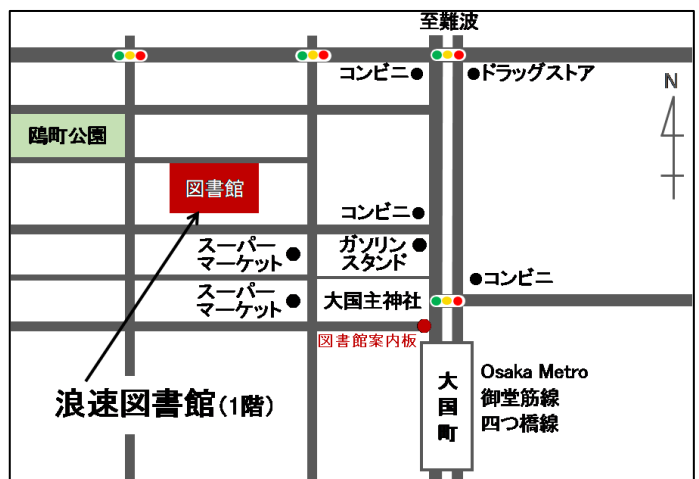 至難波
コンビニ
ドラッグストア
N
鴎町公園
図書館
コンビニ
スーパー
マーケット
ガソリン
スタンド
コンビニ
スーパー
マーケット
大国主神社
図書館案内板
浪速図書館(1階)
大国町
Osaka Metro
御堂筋線
四つ橋線